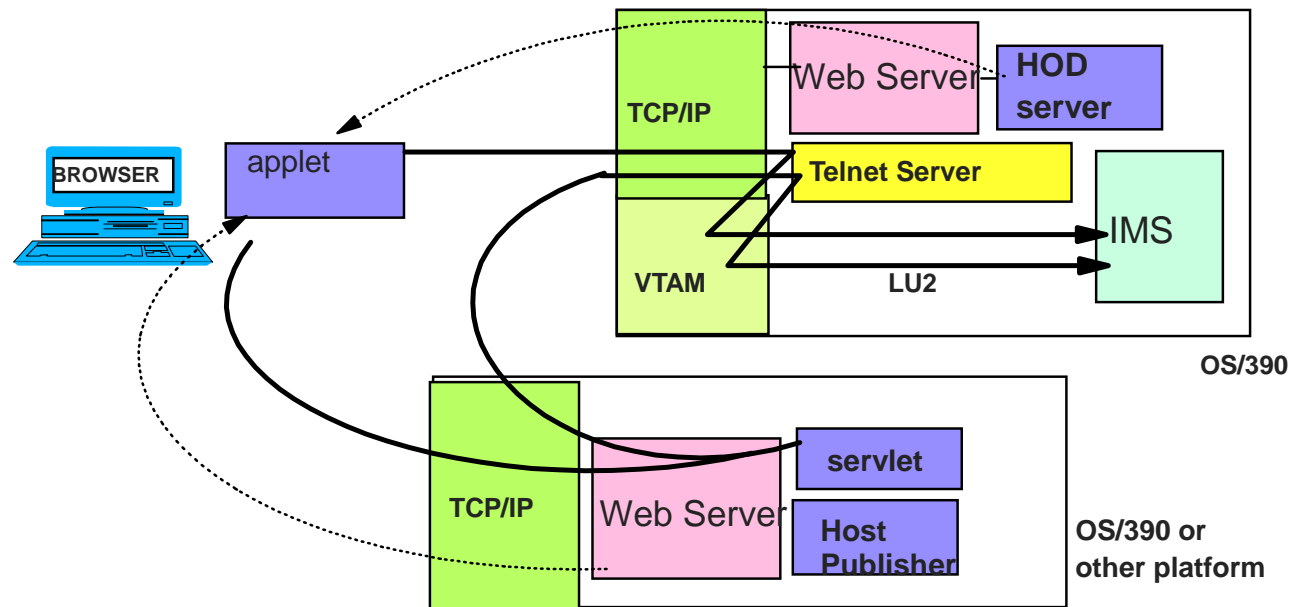 Web Server
HOD
server
TCP/IP
BROWSER
applet
Telnet Server
IMS
VTAM
LU2
OS/390
servlet
TCP/IP
Web Server
Host
Publisher
OS/390 or
other platform